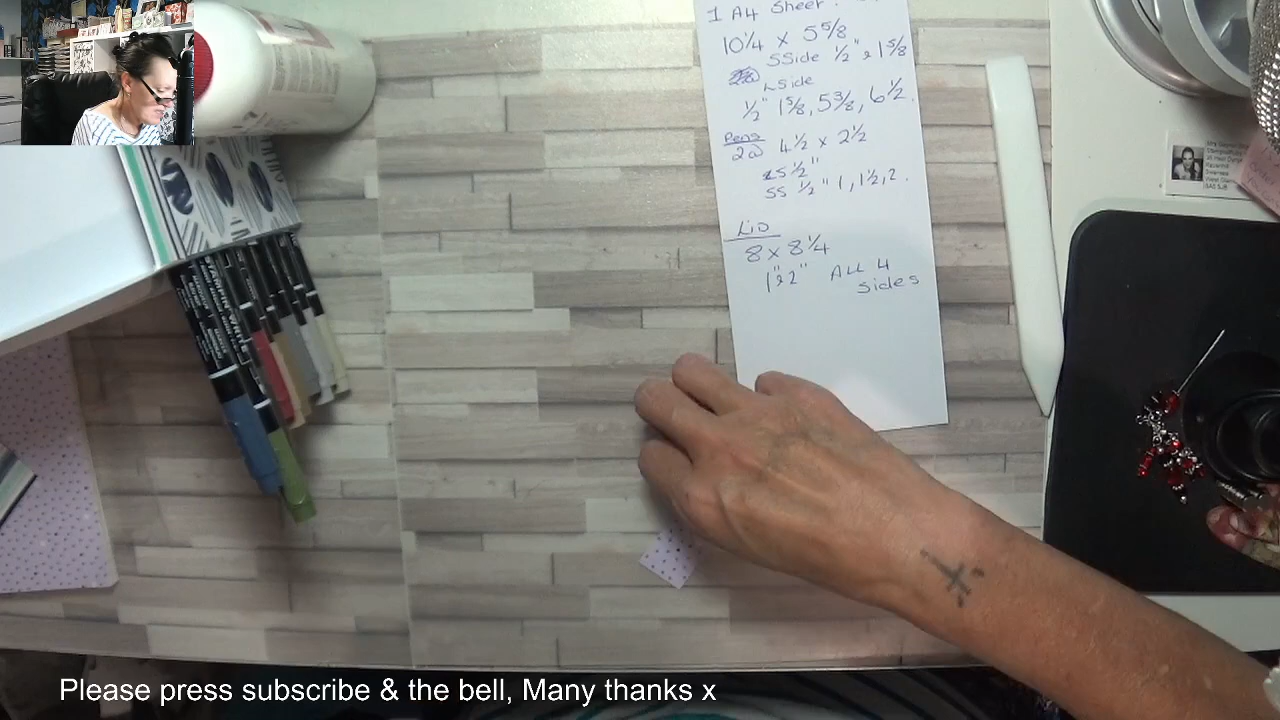 1 A4 Sheet.
10¼ x 5⅝
SSide ½" & 1⅝
LSide
½" 1⅝, 5⅜, 6½.
Pens
2@ 4½ x 2½
LS ½"
SS ½" 1, 1½, 2.
LID
8 x 8¼
1" & 2" ALL 4
Sides
Please press subscribe & the bell, Many thanks x